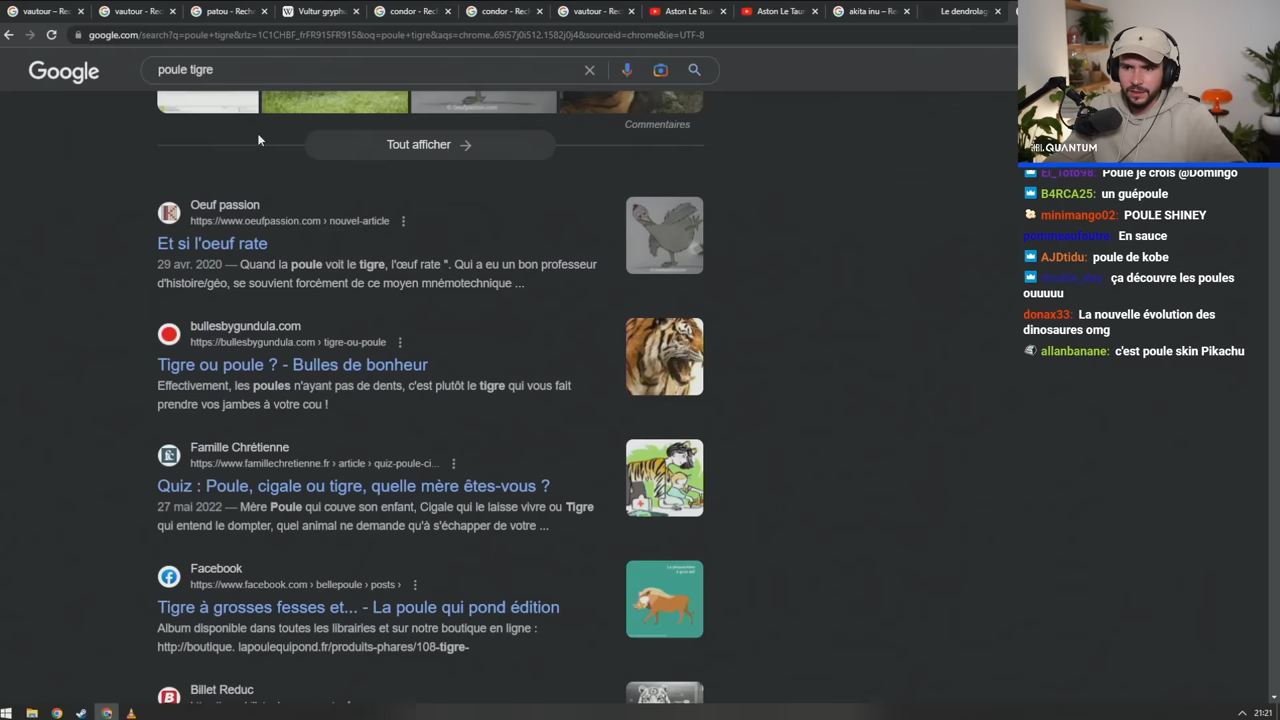 vautour – Rec
vautour - Rec
patou - Reche
Vultur gryphu
condor - Rech
condor - Rech
vautour - Rec
Aston Le Taur
Aston Le Taur
akita inu – Re
Le dendrolag
google.com/search?q=poule+tigre&rlz=1C1CHBF_frFR915FR915&oq=poule+tigre&aqs=chrome..69i57j0i512.1582j0j4&sourceid=chrome&ie=UTF-8
Google
poule tigre
© Oeufpassion.com
Commentaires
Tout afficher
Oeuf passion
https://www.oeufpassion.com › nouvel-article
Et si l'oeuf rate
29 avr. 2020 — Quand la poule voit le tigre, l'œuf rate ". Qui a eu un bon professeur
d'histoire/géo, se souvient forcément de ce moyen mnémotechnique ...
bullesbygundula.com
https://bullesbygundula.com › tigre-ou-poule
Tigre ou poule ? - Bulles de bonheur
Effectivement, les poules n'ayant pas de dents, c'est plutôt le tigre qui vous fait
prendre vos jambes à votre cou !
Famille Chrétienne
https://www.famillechretienne.fr › article › quiz-poule-ci...
Quiz : Poule, cigale ou tigre, quelle mère êtes-vous ?
27 mai 2022 — Mère Poule qui couve son enfant, Cigale qui le laisse vivre ou Tigre
qui entend le dompter, quel animal ne demande qu'à s'échapper de votre ...
Facebook
https://www.facebook.com › bellepoule › posts ›
Tigre à grosses fesses et... - La poule qui pond édition
Album disponible dans toutes les librairies et sur notre boutique en ligne :
http://boutique. lapoulequipond.fr/produits-phares/108-tigre-
Billet Reduc
QUANTUM
El_Toto98: Poule je crois @Domingo
B4RCA25: un guépoule
minimango02: POULE SHINEY
pommeaufoutre: En sauce
AJDtidu: poule de kobe
ça découvre les poules
ouuuuu
donax33: La nouvelle évolution des
dinosaures omg
allanbanane: c'est poule skin Pikachu
21:21